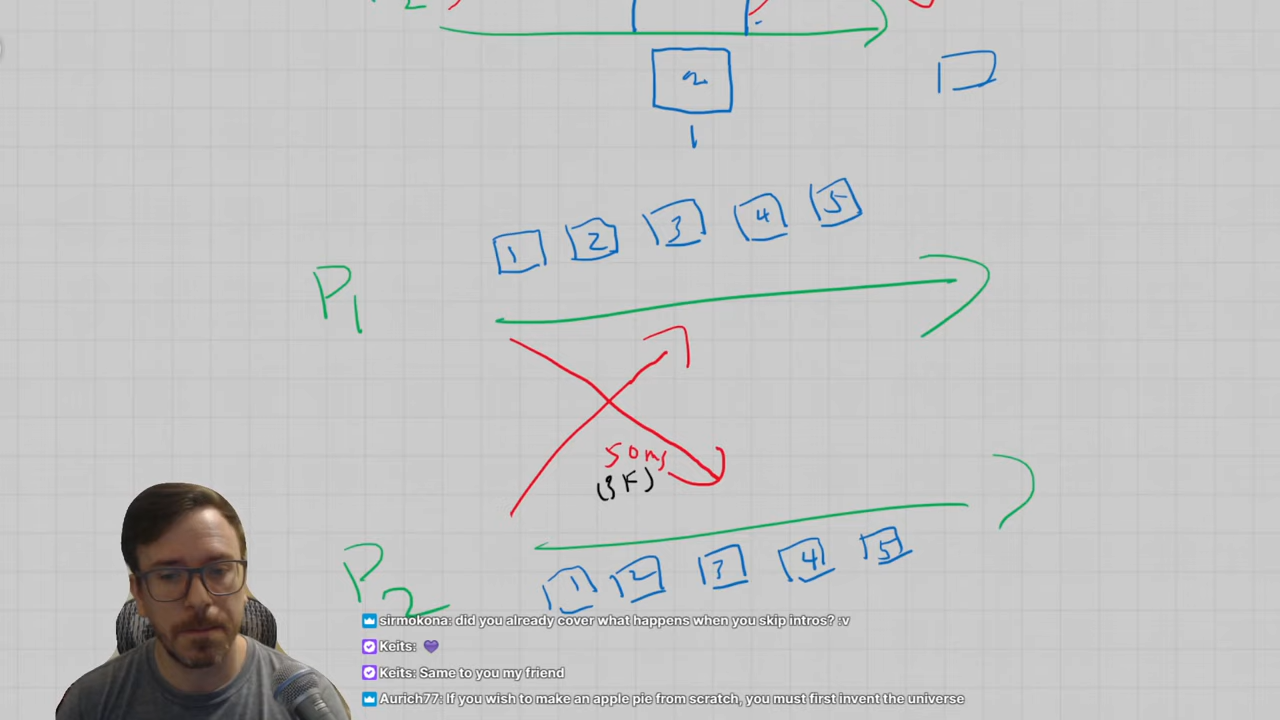 2
1
1 2 3 4 5
P1
50ms
(3F)
P2
1 2 3 4 5
sirmokona: did you already cover what happens when you skip intros? :v
Keits: 💜
Keits: Same to you my friend
Aurich77: If you wish to make an apple pie from scratch, you must first invent the universe